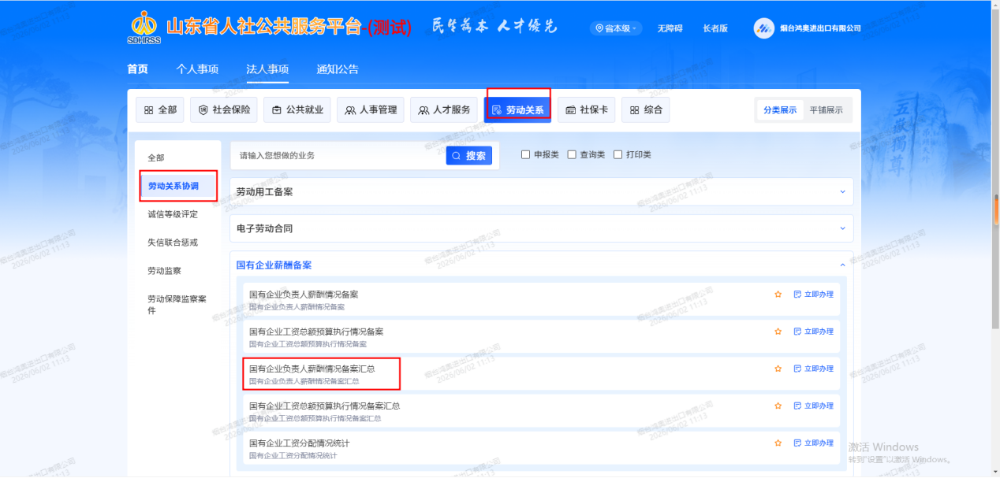 山东省人社公共服务平台-(测试)
民生为本 人才优先
省本级
无障碍
长者版
烟台鸿奥进出口有限公司
SDHRSS
首页 个人事项 法人事项 通知公告
全部 社会保险 公共就业 人事管理 人才服务 劳动关系 社保卡 综合
分类展示 平铺展示
全部
劳动关系协调
诚信等级评定
失信联合惩戒
劳动监察
劳动保障监察案
件
请输入您想做的业务
搜索
申报类 查询类 打印类
劳动用工备案
电子劳动合同
国有企业薪酬备案
国有企业负责人薪酬情况备案
国有企业负责人薪酬情况备案
立即办理
国有企业工资总额预算执行情况备案
国有企业工资总额预算执行情况备案
立即办理
国有企业负责人薪酬情况备案汇总
国有企业负责人薪酬情况备案汇总
立即办理
国有企业工资总额预算执行情况备案汇总
国有企业工资总额预算执行情况备案汇总
立即办理
国有企业工资分配情况统计
国有企业工资分配情况统计
立即办理
激活 Windows
转到"设置"以激活 Windows。
烟台鸿奥进出口有限公司
2026/06/02 11:13